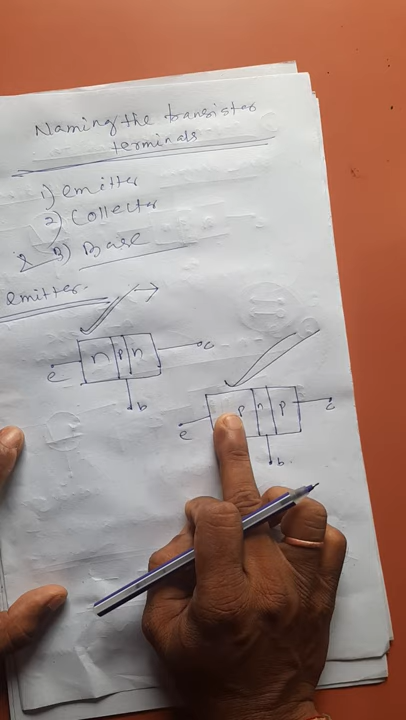 Naming the transistor
terminals
1) emitter
2) Collector
& 3) Base
emitter.
n p n
e
c
b
p n p
e
c
b.